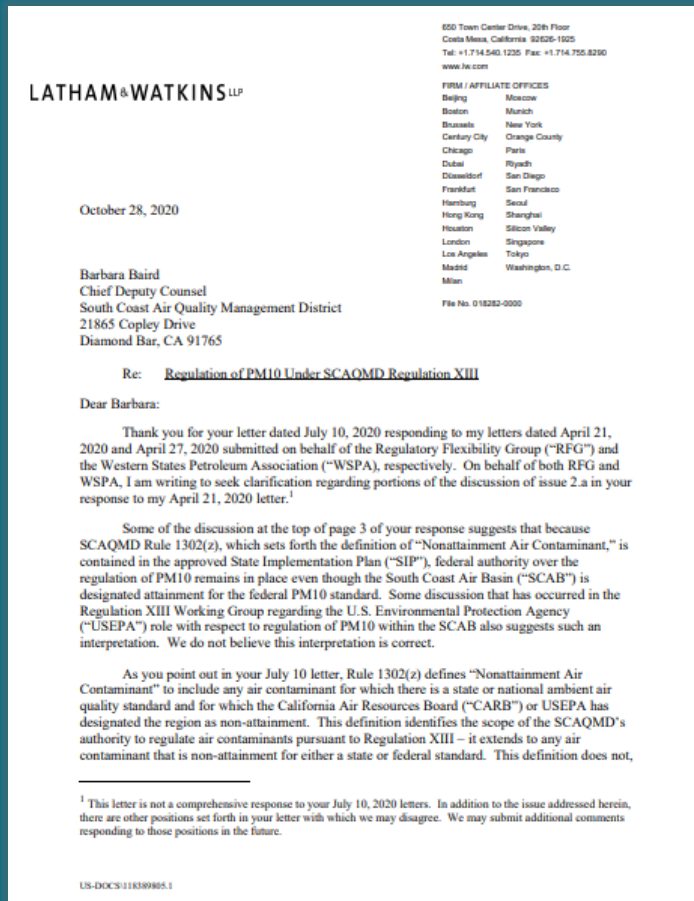 650 Town Center Drive, 20th Floor
Costa Mesa, California 92626-1925
Tel: +1.714.540.1235 Fax: +1.714.755.8290
www.lw.com
LATHAM&WATKINS LLP
FIRM / AFFILIATE OFFICES
Beijing Moscow
Boston Munich
Brussels New York
Century City Orange County
Chicago Paris
Dubai Riyadh
Düsseldorf San Diego
Frankfurt San Francisco
Hamburg Seoul
Hong Kong Shanghai
Houston Silicon Valley
London Singapore
Los Angeles Tokyo
Madrid Washington, D.C.
Milan
File No. 018282-0000
October 28, 2020
Barbara Baird
Chief Deputy Counsel
South Coast Air Quality Management District
21865 Copley Drive
Diamond Bar, CA 91765
Re: Regulation of PM10 Under SCAQMD Regulation XIII
Dear Barbara:
Thank you for your letter dated July 10, 2020 responding to my letters dated April 21,
2020 and April 27, 2020 submitted on behalf of the Regulatory Flexibility Group (“RFG”) and
the Western States Petroleum Association (“WSPA), respectively. On behalf of both RFG and
WSPA, I am writing to seek clarification regarding portions of the discussion of issue 2.a in your
response to my April 21, 2020 letter.1
Some of the discussion at the top of page 3 of your response suggests that because
SCAQMD Rule 1302(z), which sets forth the definition of “Nonattainment Air Contaminant,” is
contained in the approved State Implementation Plan (“SIP”), federal authority over the
regulation of PM10 remains in place even though the South Coast Air Basin (“SCAB”) is
designated attainment for the federal PM10 standard. Some discussion that has occurred in the
Regulation XIII Working Group regarding the U.S. Environmental Protection Agency
(“USEPA”) role with respect to regulation of PM within the SCAB also suggests such an
interpretation. We do not believe this interpretation is correct.
As you point out in your July 10 letter, Rule 1302(z) defines “Nonattainment Air
Contaminant” to include any air contaminant for which there is a state or national ambient air
quality standard and for which the California Air Resources Board (“CARB”) or USEPA has
designated the region as non-attainment. This definition identifies the scope of the SCAQMD’s
authority to regulate air contaminants pursuant to Regulation XIII – it extends to any air
contaminant that is non-attainment for either a state or federal standard. This definition does not,
1 This letter is not a comprehensive response to your July 10, 2020 letters. In addition to the issue addressed herein,
there are other positions set forth in your letter with which we may disagree. We may submit additional comments
responding to those positions in the future.
US-DOCS\118389805.1